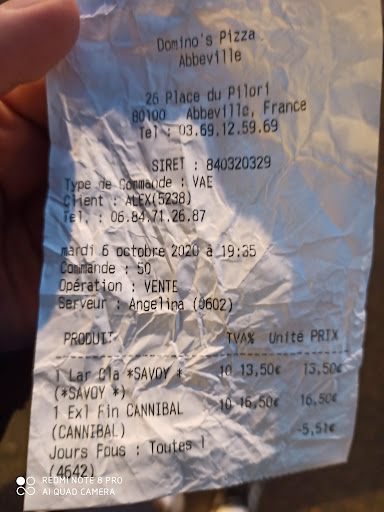 Domino's Pizza
Abbeville
26 Place du Pilori
80100 Abbeville, France
Tel : 03.69.12.59.69
SIRET : 840320329
Type de Commande : VAE
Client : ALEX(5238)
Tel. : 06.84.71.26.87
mardi 6 octobre 2020 à 19:35
Commande : 50
Opération : VENTE
Serveur : Angelina (0602)
PRODUIT TVA% Unité PRIX
1 Lar Cla *SAVOY * 10 13,50€ 13,50€
(*SAVOY *)
1 Exl Fin CANNIBAL 10 16,50€ 16,50€
(CANNIBAL) -5,51€
Jours Fous : Toutes l
(4642)
REDMI NOTE 8 PRO
AI QUAD CAMERA